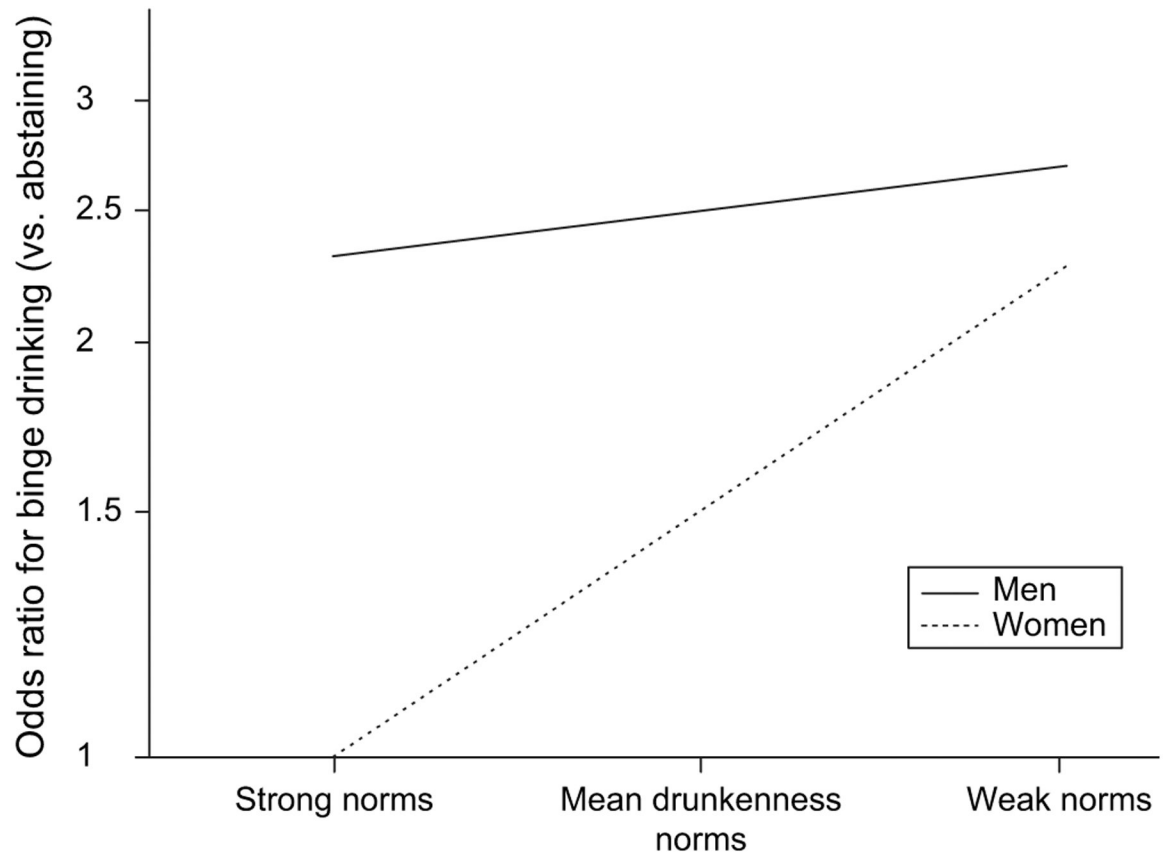 Odds ratio for binge drinking (vs. abstaining)
3
2.5
2
1.5
1
Men
Women
Strong norms
Mean drunkenness
norms
Weak norms